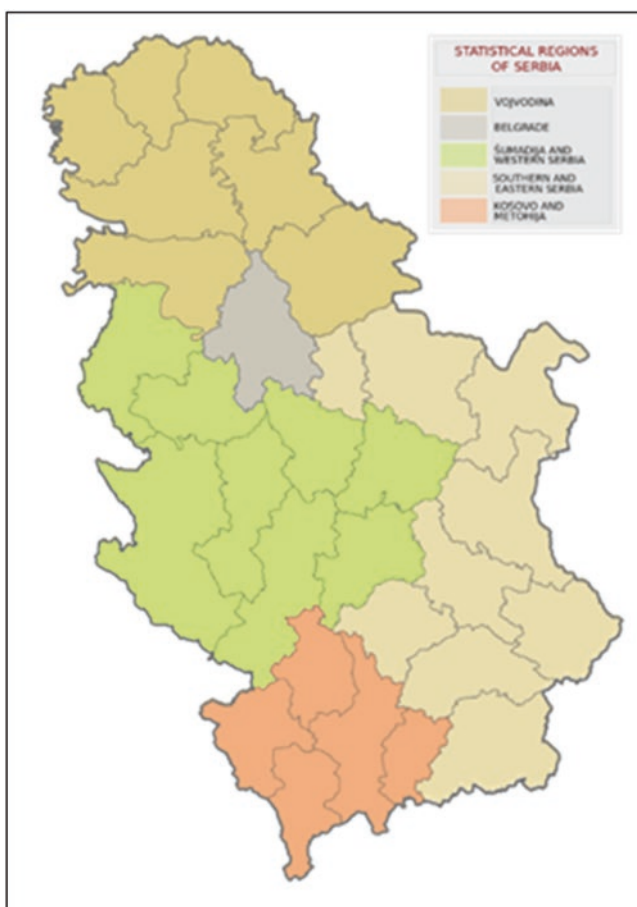 STATISTICAL REGIONS
OF SERBIA
VOJVODINA
BELGRADE
ŠUMADIJA AND
WESTERN SERBIA
SOUTHERN AND
EASTERN SERBIA
KOSOVO AND
METOHIJA